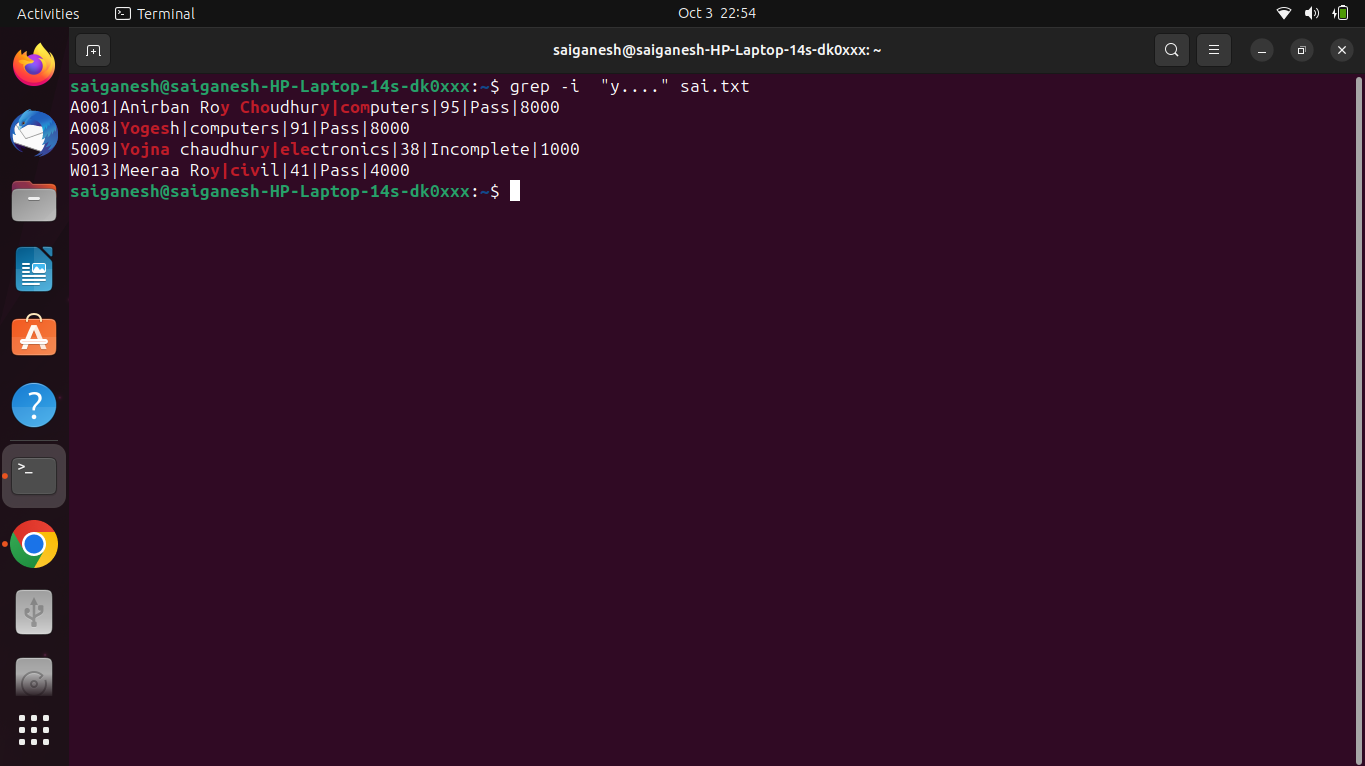 Activities Terminal Oct 3 22:54
saiganesh@saiganesh-HP-Laptop-14s-dk0xxx: ~
saiganesh@saiganesh-HP-Laptop-14s-dk0xxx:~$ grep -i  "y...." sai.txt
A001|Anirban Roy Choudhury|computers|95|Pass|8000
A008|Yogesh|computers|91|Pass|8000
5009|Yojna chaudhury|electronics|38|Incomplete|1000
W013|Meeraa Roy|civil|41|Pass|4000
saiganesh@saiganesh-HP-Laptop-14s-dk0xxx:~$